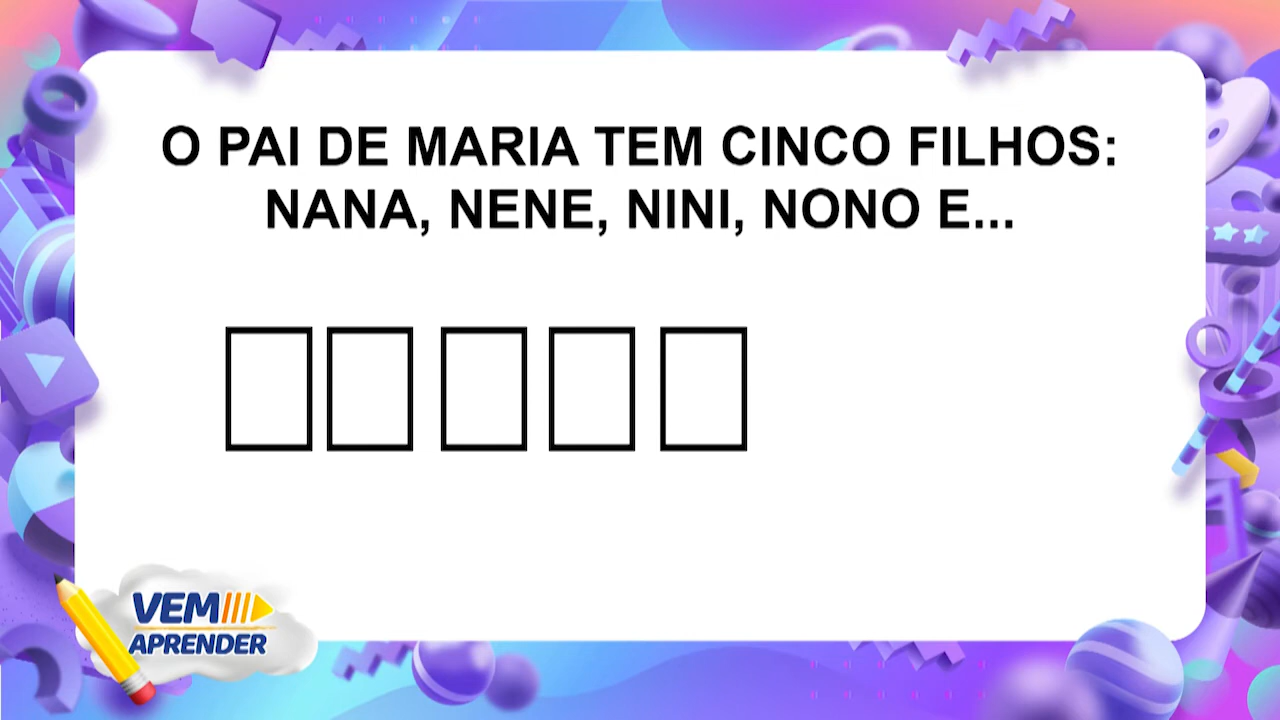 O PAI DE MARIA TEM CINCO FILHOS:
NANA, NENE, NINI, NONO E...
VEM
APRENDER